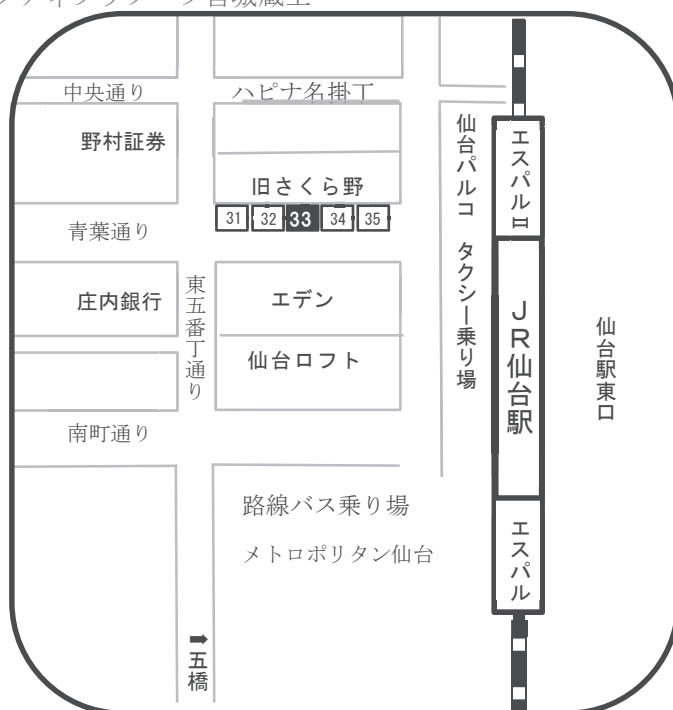 中央通り
ハピナ名掛丁
野村証券
旧さくら野
31 32 33 34 35
青葉通り
仙台パルコ
タクシー乗り場
エスパルⅡ
JR仙台駅
仙台駅東口
エスパル
庄内銀行
東五番丁通り
エデン
仙台ロフト
南町通り
路線バス乗り場
メトロポリタン仙台
➡五橋